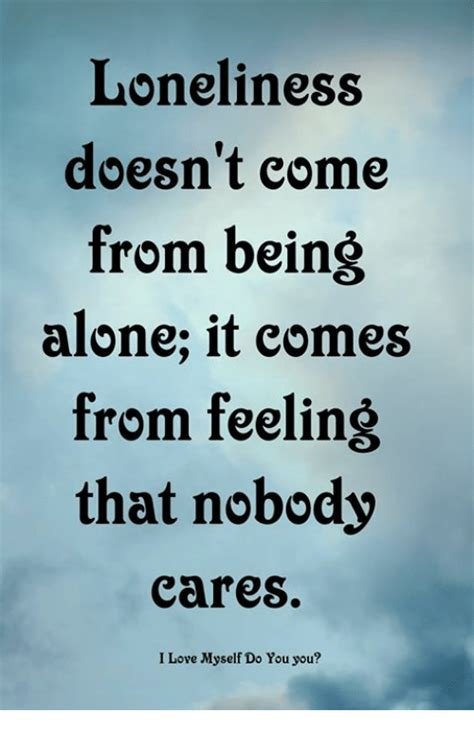 Loneliness
doesn't come
from being
alone; it comes
from feeling
that nobody
cares.
I Love Myself Do You you?